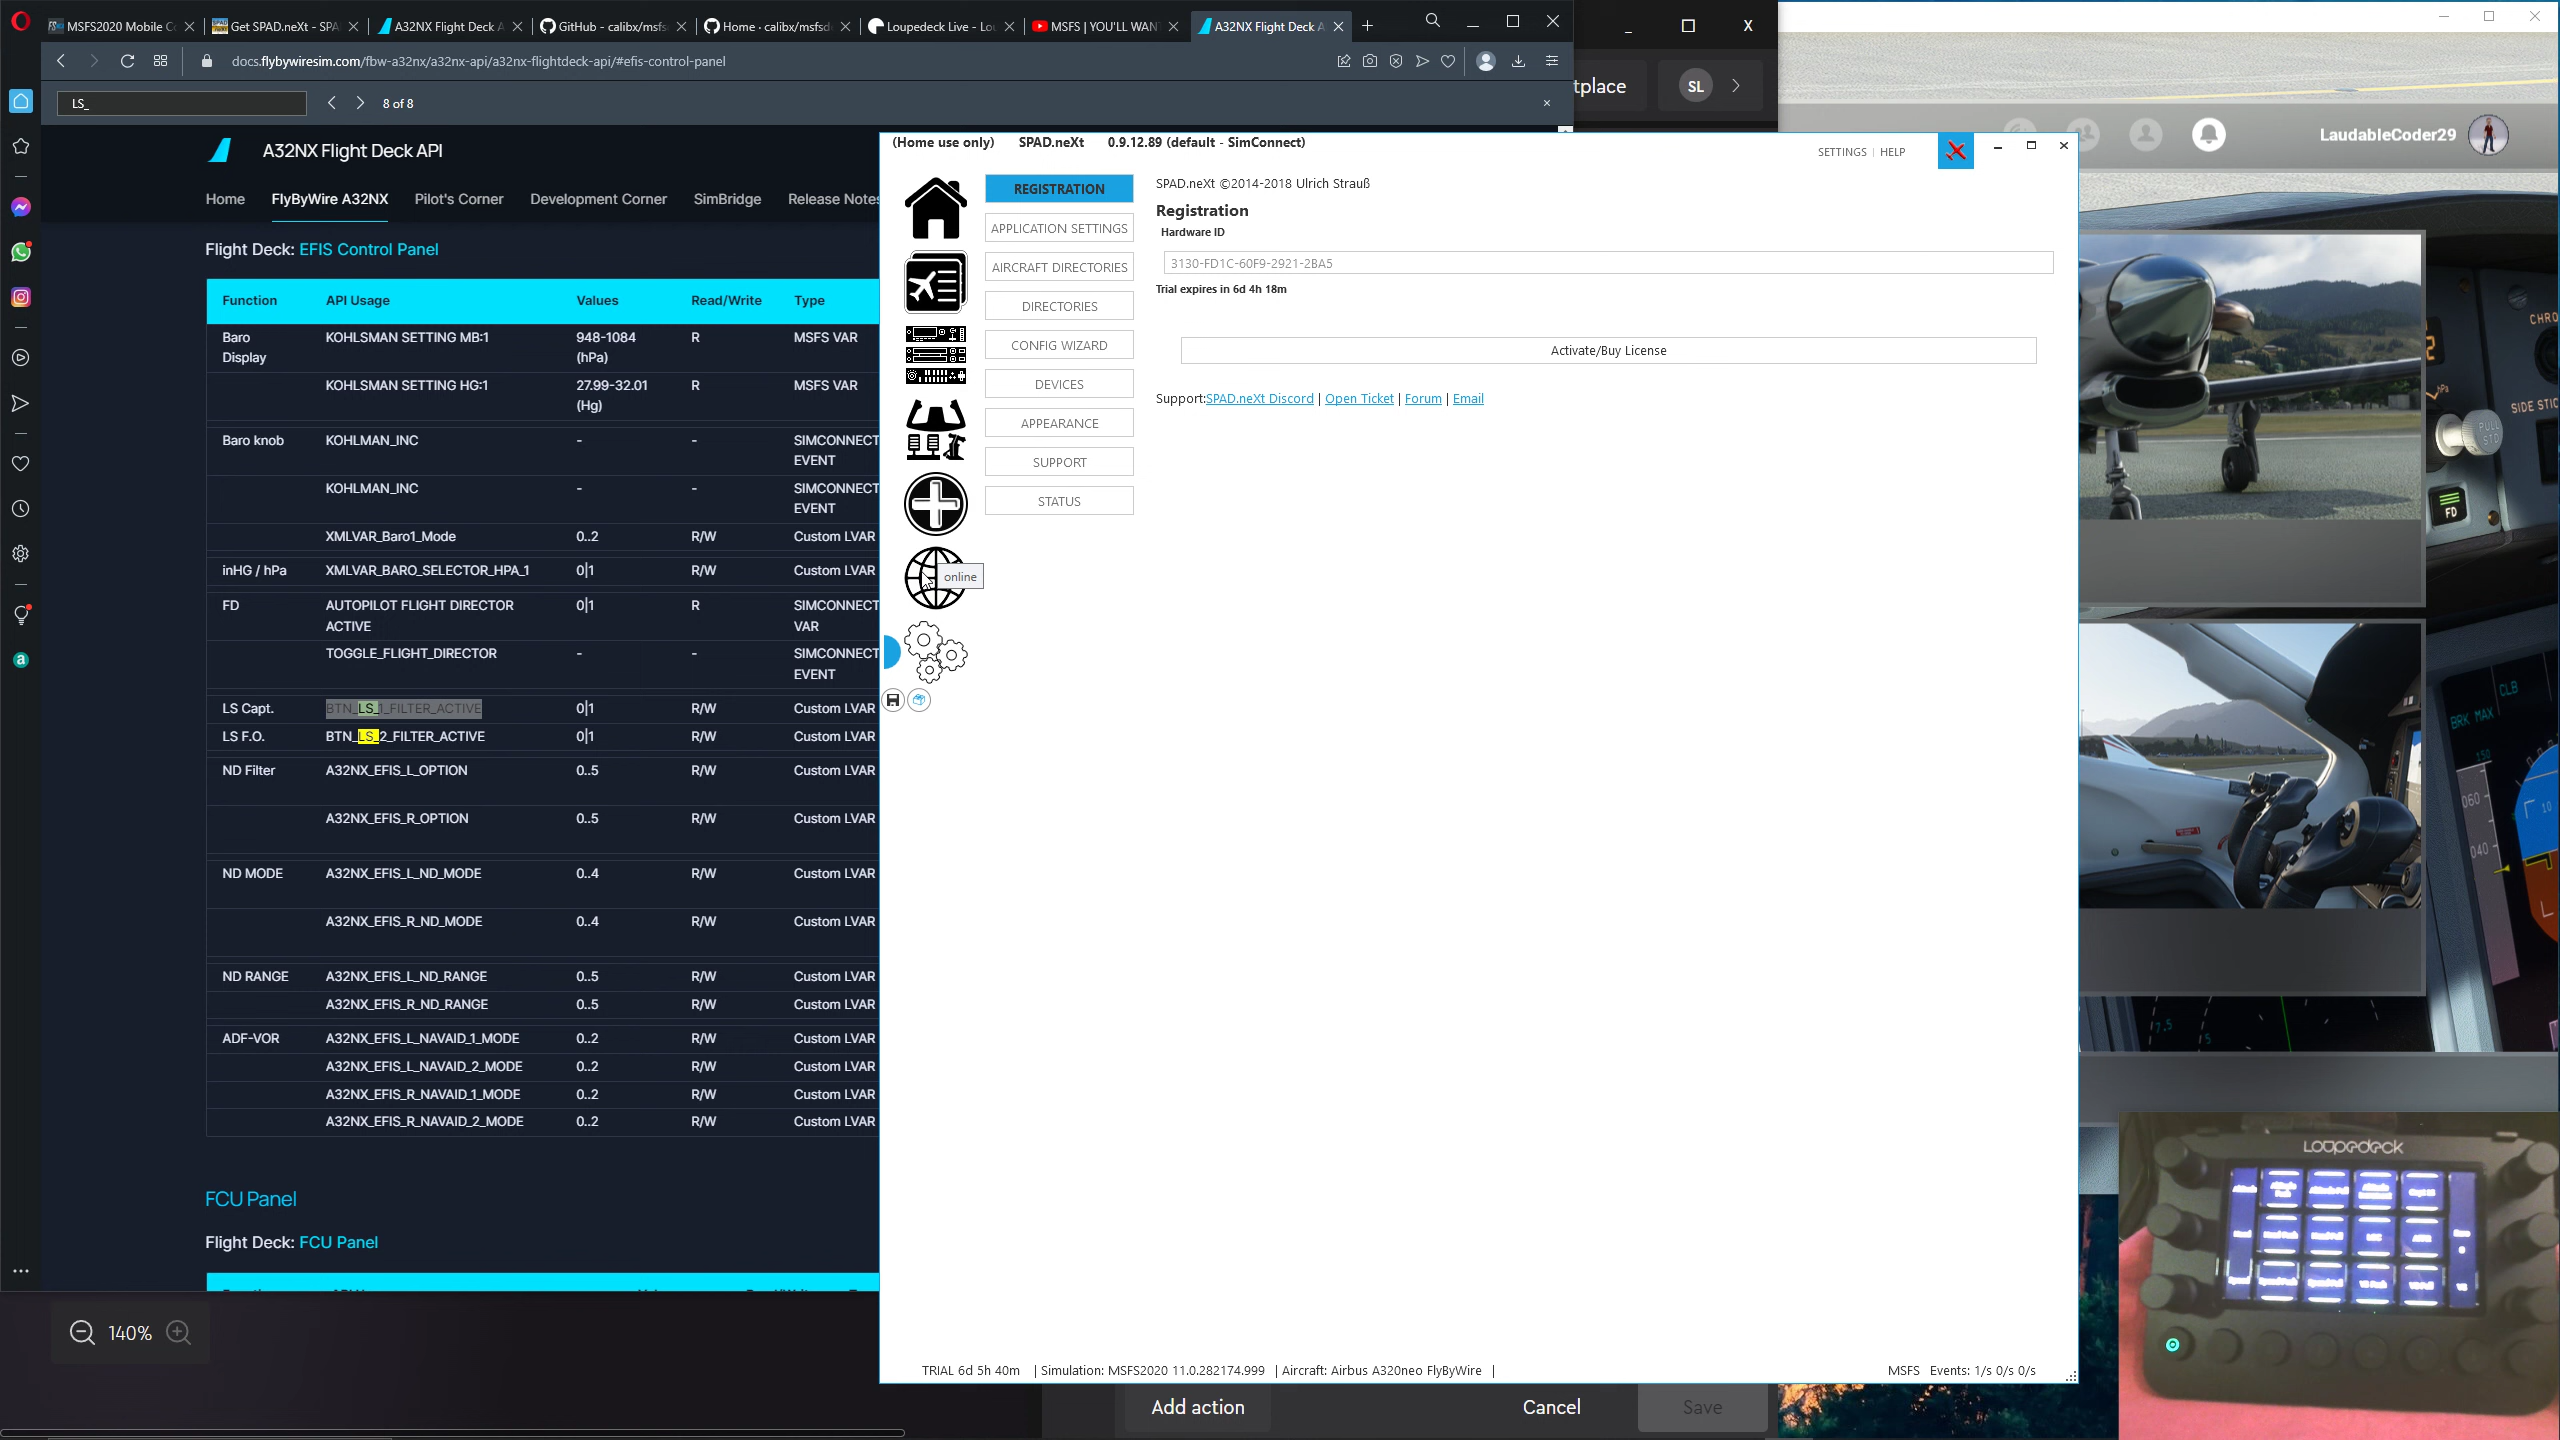 MSFS2020 Mobile C
Get SPAD.neXt - SPA
A32NX Flight Deck A
GitHub - calibx/msfs
Home · calibx/msfsd
Loupedeck Live - Lo
MSFS | YOU'LL WAN
A32NX Flight Deck A
docs.flybywiresim.com/fbw-a32nx/a32nx-api/a32nx-flightdeck-api/#efis-control-panel
LS_
8 of 8
A32NX Flight Deck API
Home FlyByWire A32NX Pilot's Corner Development Corner SimBridge Release Notes
Flight Deck: EFIS Control Panel
Function API Usage Values Read/Write Type
Baro Display KOHLSMAN SETTING MB:1 948-1084 (hPa) R MSFS VAR
KOHLSMAN SETTING HG:1 27.99-32.01 (Hg) R MSFS VAR
Baro knob KOHLMAN_INC - - SIMCONNECT EVENT
KOHLMAN_INC - - SIMCONNECT EVENT
XMLVAR_Baro1_Mode 0..2 R/W Custom LVAR
inHG / hPa XMLVAR_BARO_SELECTOR_HPA_1 0|1 R/W Custom LVAR
FD AUTOPILOT FLIGHT DIRECTOR ACTIVE 0|1 R SIMCONNECT VAR
TOGGLE_FLIGHT_DIRECTOR - - SIMCONNECT EVENT
LS Capt. BTN_LS_1_FILTER_ACTIVE 0|1 R/W Custom LVAR
LS F.O. BTN_LS_2_FILTER_ACTIVE 0|1 R/W Custom LVAR
ND Filter A32NX_EFIS_L_OPTION 0..5 R/W Custom LVAR
A32NX_EFIS_R_OPTION 0..5 R/W Custom LVAR
ND MODE A32NX_EFIS_L_ND_MODE 0..4 R/W Custom LVAR
A32NX_EFIS_R_ND_MODE 0..4 R/W Custom LVAR
ND RANGE A32NX_EFIS_L_ND_RANGE 0..5 R/W Custom LVAR
A32NX_EFIS_R_ND_RANGE 0..5 R/W Custom LVAR
ADF-VOR A32NX_EFIS_L_NAVAID_1_MODE 0..2 R/W Custom LVAR
A32NX_EFIS_L_NAVAID_2_MODE 0..2 R/W Custom LVAR
A32NX_EFIS_R_NAVAID_1_MODE 0..2 R/W Custom LVAR
A32NX_EFIS_R_NAVAID_2_MODE 0..2 R/W Custom LVAR
FCU Panel
Flight Deck: FCU Panel
140%
tplace
SL
(Home use only) SPAD.neXt 0.9.12.89 (default - SimConnect)
SETTINGS | HELP
REGISTRATION
APPLICATION SETTINGS
AIRCRAFT DIRECTORIES
DIRECTORIES
CONFIG WIZARD
DEVICES
APPEARANCE
SUPPORT
STATUS
online
SPAD.neXt ©2014-2018 Ulrich Strauß
Registration
Hardware ID
3130-FD1C-60F9-2921-2BA5
Trial expires in 6d 4h 18m
Activate/Buy License
Support:SPAD.neXt Discord | Open Ticket | Forum | Email
TRIAL 6d 5h 40m | Simulation: MSFS2020 11.0.282174.999 | Aircraft: Airbus A320neo FlyByWire |
MSFS Events: 1/s 0/s 0/s
Add action
Cancel
Save
LaudableCoder29
CHRO
hPa
SIDE STIC
PULL
STD
FD
CLB
BRK MAX
150
060
040
10
7.5
5
Loupedeck